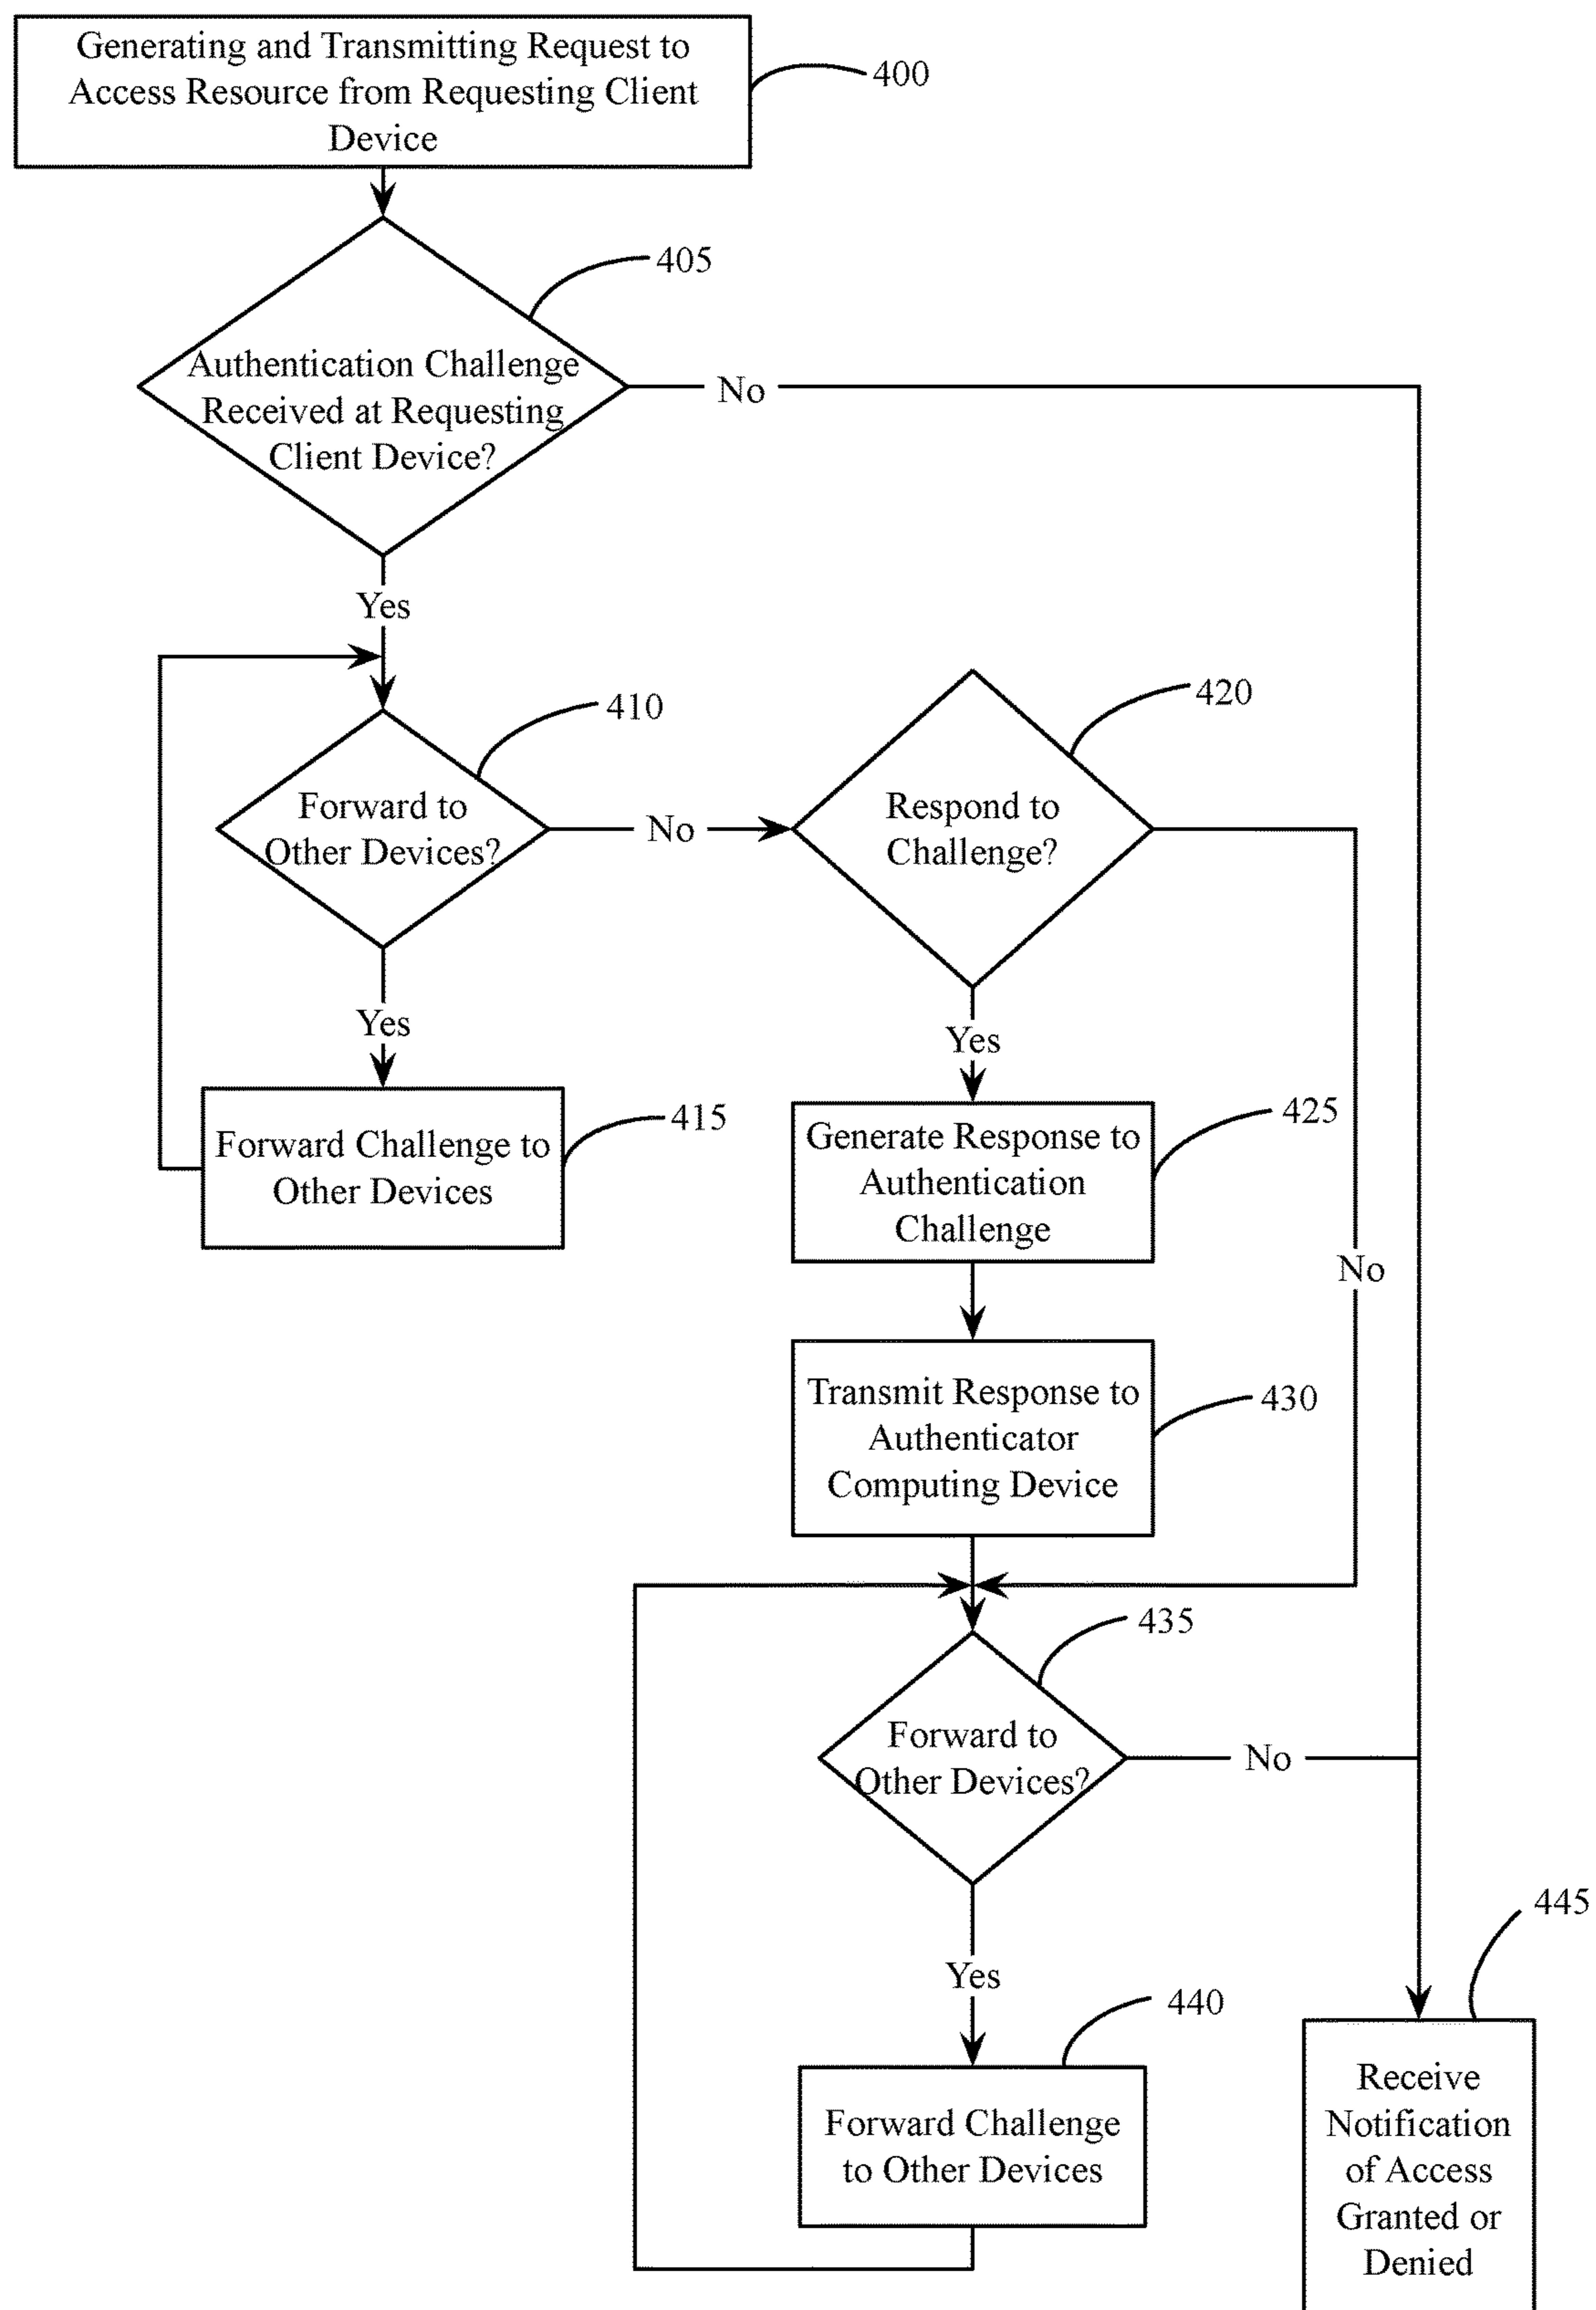 Generating and Transmitting Request to
Access Resource from Requesting Client
Device
400
405
Authentication Challenge
Received at Requesting
Client Device?
No
Yes
410
Forward to
Other Devices?
No
420
Respond to
Challenge?
Yes
Forward Challenge to
Other Devices
415
Yes
Generate Response to
Authentication
Challenge
425
No
Transmit Response to
Authenticator
Computing Device
430
435
Forward to
Other Devices?
No
Yes
440
Forward Challenge
to Other Devices
445
Receive
Notification
of Access
Granted or
Denied